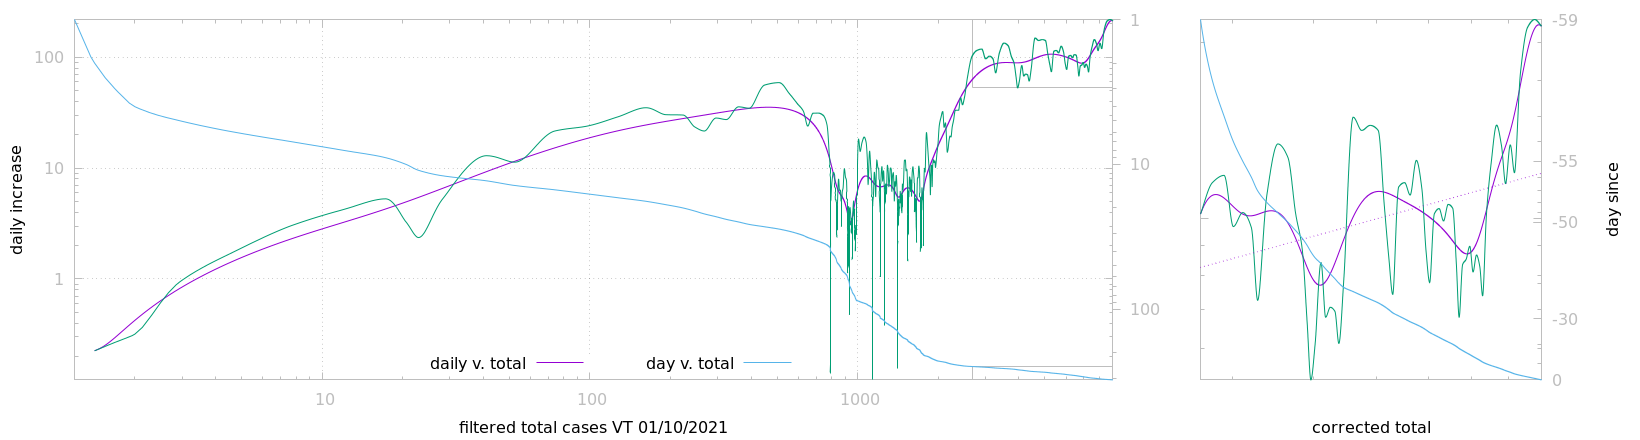 daily increase
100
10
1
10
100
1000
filtered total cases VT 01/10/2021
daily v. total
day v. total
1
10
100
-59
-55
-50
-30
0
day since
corrected total